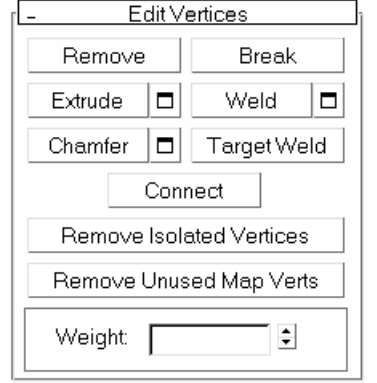 - Edit Vertices
Remove Break
Extrude Weld
Chamfer Target Weld
Connect
Remove Isolated Vertices
Remove Unused Map Verts
Weight: